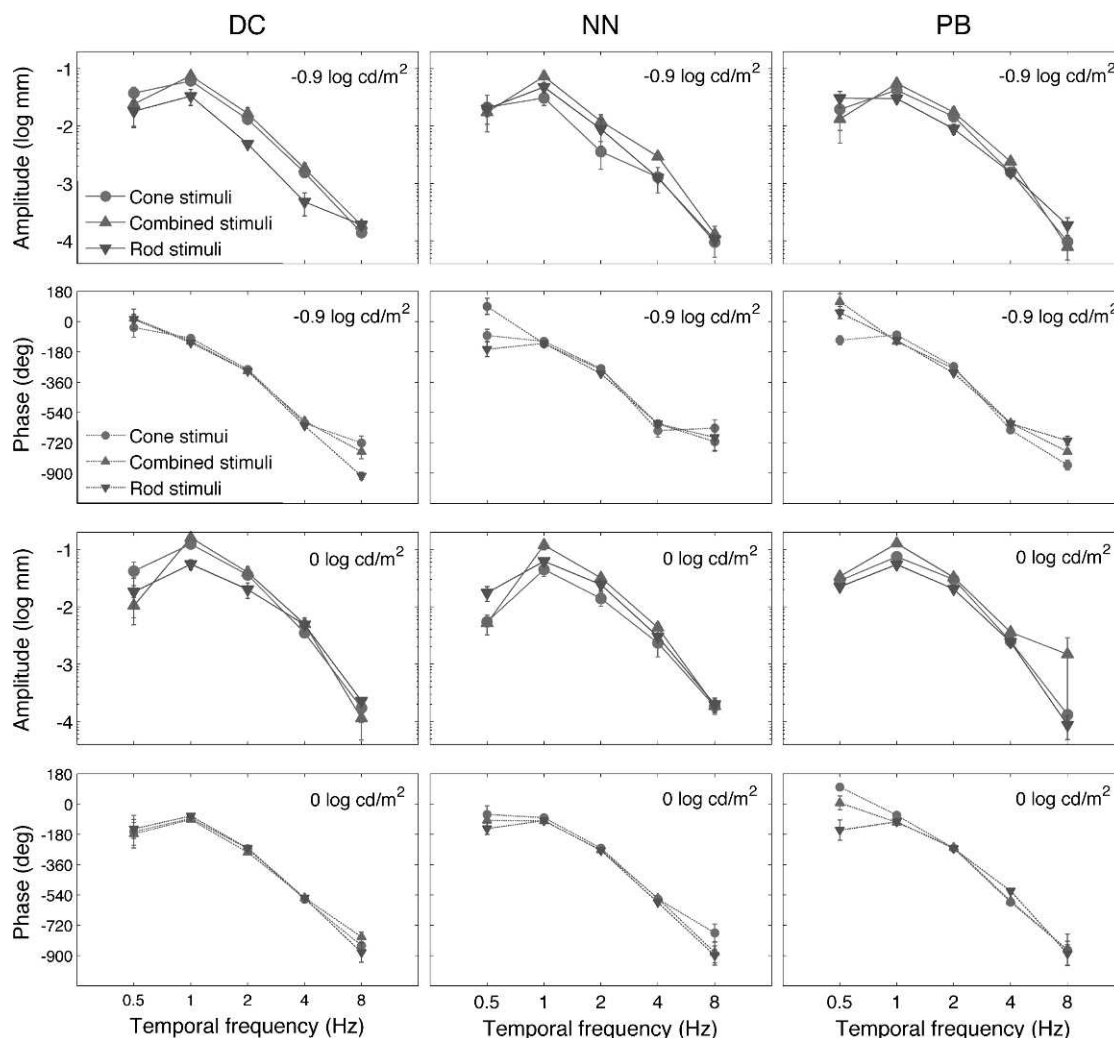 DC NN PB
Amplitude (log mm)
-1
-2
-3
-4
-0.9 log cd/m²
-0.9 log cd/m²
-0.9 log cd/m²
Cone stimuli
Combined stimuli
Rod stimuli
Phase (deg)
180
0
-180
-360
-540
-720
-900
-0.9 log cd/m²
-0.9 log cd/m²
-0.9 log cd/m²
Cone stimui
Combined stimuli
Rod stimuli
Amplitude (log mm)
-1
-2
-3
-4
0 log cd/m²
0 log cd/m²
0 log cd/m²
Phase (deg)
180
0
-180
-360
-540
-720
-900
0 log cd/m²
0 log cd/m²
0 log cd/m²
0.5 1 2 4 8 0.5 1 2 4 8 0.5 1 2 4 8
Temporal frequency (Hz) Temporal frequency (Hz) Temporal frequency (Hz)